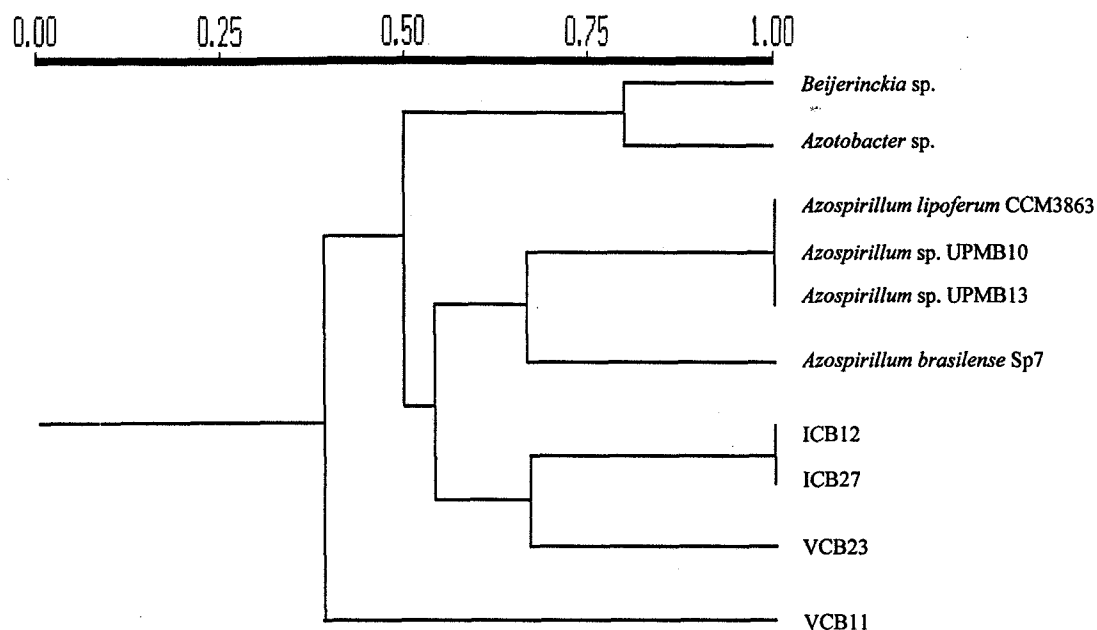 0.00 0.25 0.50 0.75 1.00
Beijerinckia sp.
Azotobacter sp.
Azospirillum lipoferum CCM3863
Azospirillum sp. UPMB10
Azospirillum sp. UPMB13
Azospirillum brasilense Sp7
ICB12
ICB27
VCB23
VCB11